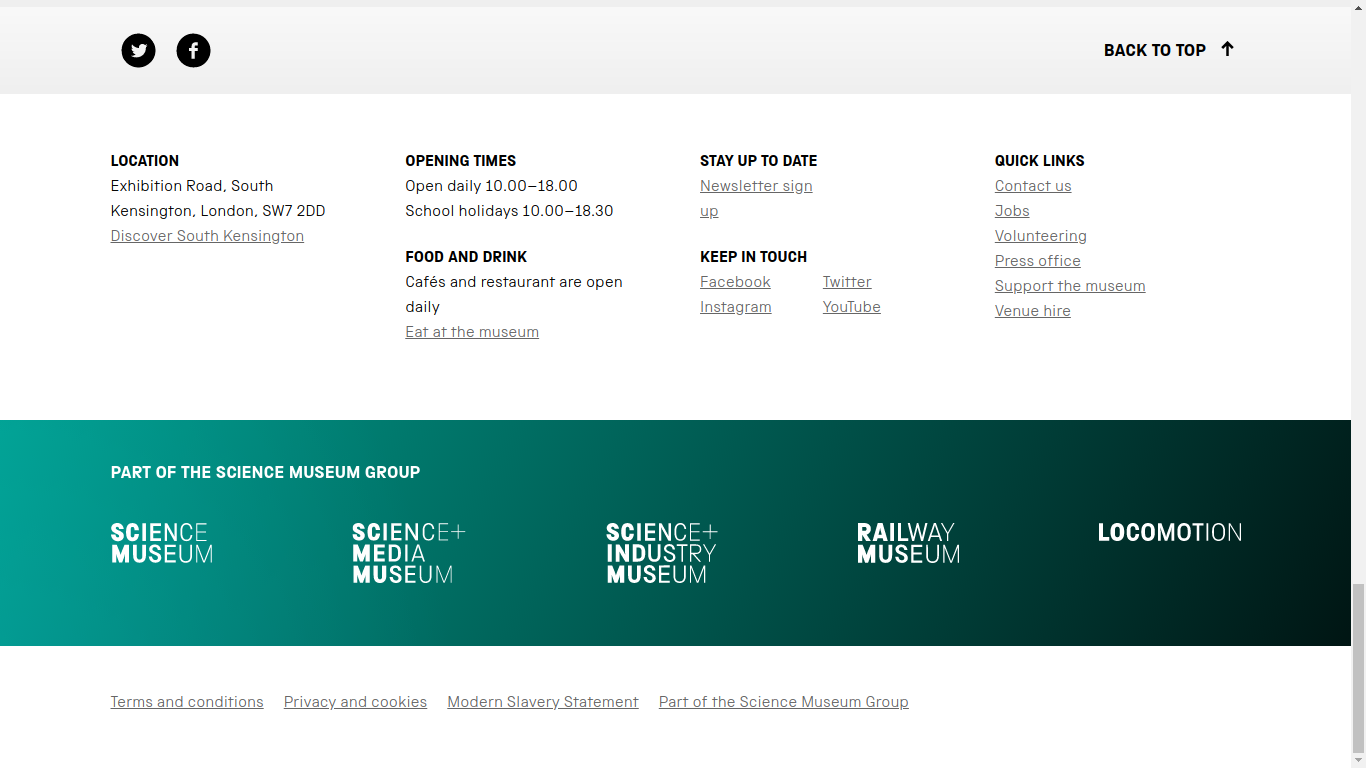 BACK TO TOP
LOCATION
Exhibition Road, South
Kensington, London, SW7 2DD
Discover South Kensington
OPENING TIMES
Open daily 10.00–18.00
School holidays 10.00–18.30
FOOD AND DRINK
Cafés and restaurant are open
daily
Eat at the museum
STAY UP TO DATE
Newsletter sign
up
KEEP IN TOUCH
Facebook
Twitter
Instagram
YouTube
QUICK LINKS
Contact us
Jobs
Volunteering
Press office
Support the museum
Venue hire
PART OF THE SCIENCE MUSEUM GROUP
SCIENCE
MUSEUM
SCIENCE+
MEDIA
MUSEUM
SCIENCE+
INDUSTRY
MUSEUM
RAILWAY
MUSEUM
LOCOMOTION
Terms and conditions
Privacy and cookies
Modern Slavery Statement
Part of the Science Museum Group